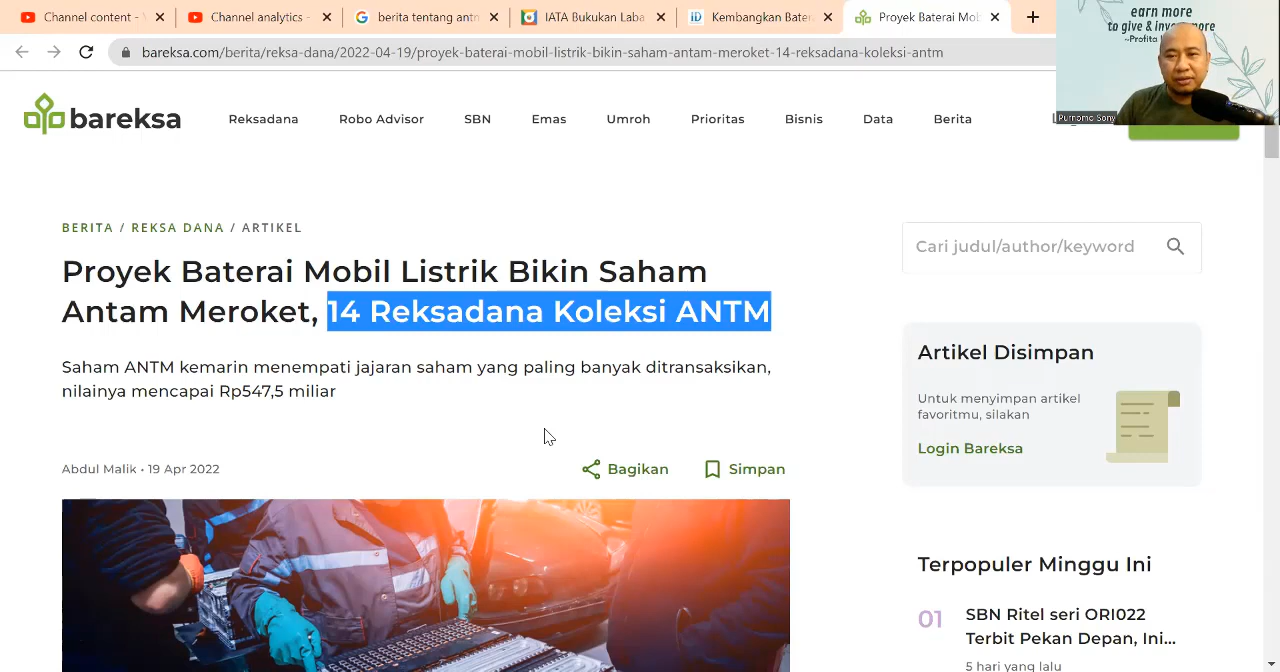 Channel content - Y
Channel analytics -
berita tentang antm
IATA Bukukan Laba
Kembangkan Bater
Proyek Baterai Mob
bareksa.com/berita/reksa-dana/2022-04-19/proyek-baterai-mobil-listrik-bikin-saham-antam-meroket-14-reksadana-koleksi-antm
earn more
to give & invest more
~Profita
Purnomo Sony
bareksa
Reksadana
Robo Advisor
SBN
Emas
Umroh
Prioritas
Bisnis
Data
Berita
BERITA / REKSA DANA / ARTIKEL
Proyek Baterai Mobil Listrik Bikin Saham
Antam Meroket, 14 Reksadana Koleksi ANTM
Saham ANTM kemarin menempati jajaran saham yang paling banyak ditransaksikan,
nilainya mencapai Rp547,5 miliar
Abdul Malik • 19 Apr 2022
Bagikan
Simpan
Cari judul/author/keyword
Artikel Disimpan
Untuk menyimpan artikel
favoritmu, silakan
Login Bareksa
Terpopuler Minggu Ini
01
SBN Ritel seri ORI022
Terbit Pekan Depan, Ini...
5 hari yang lalu